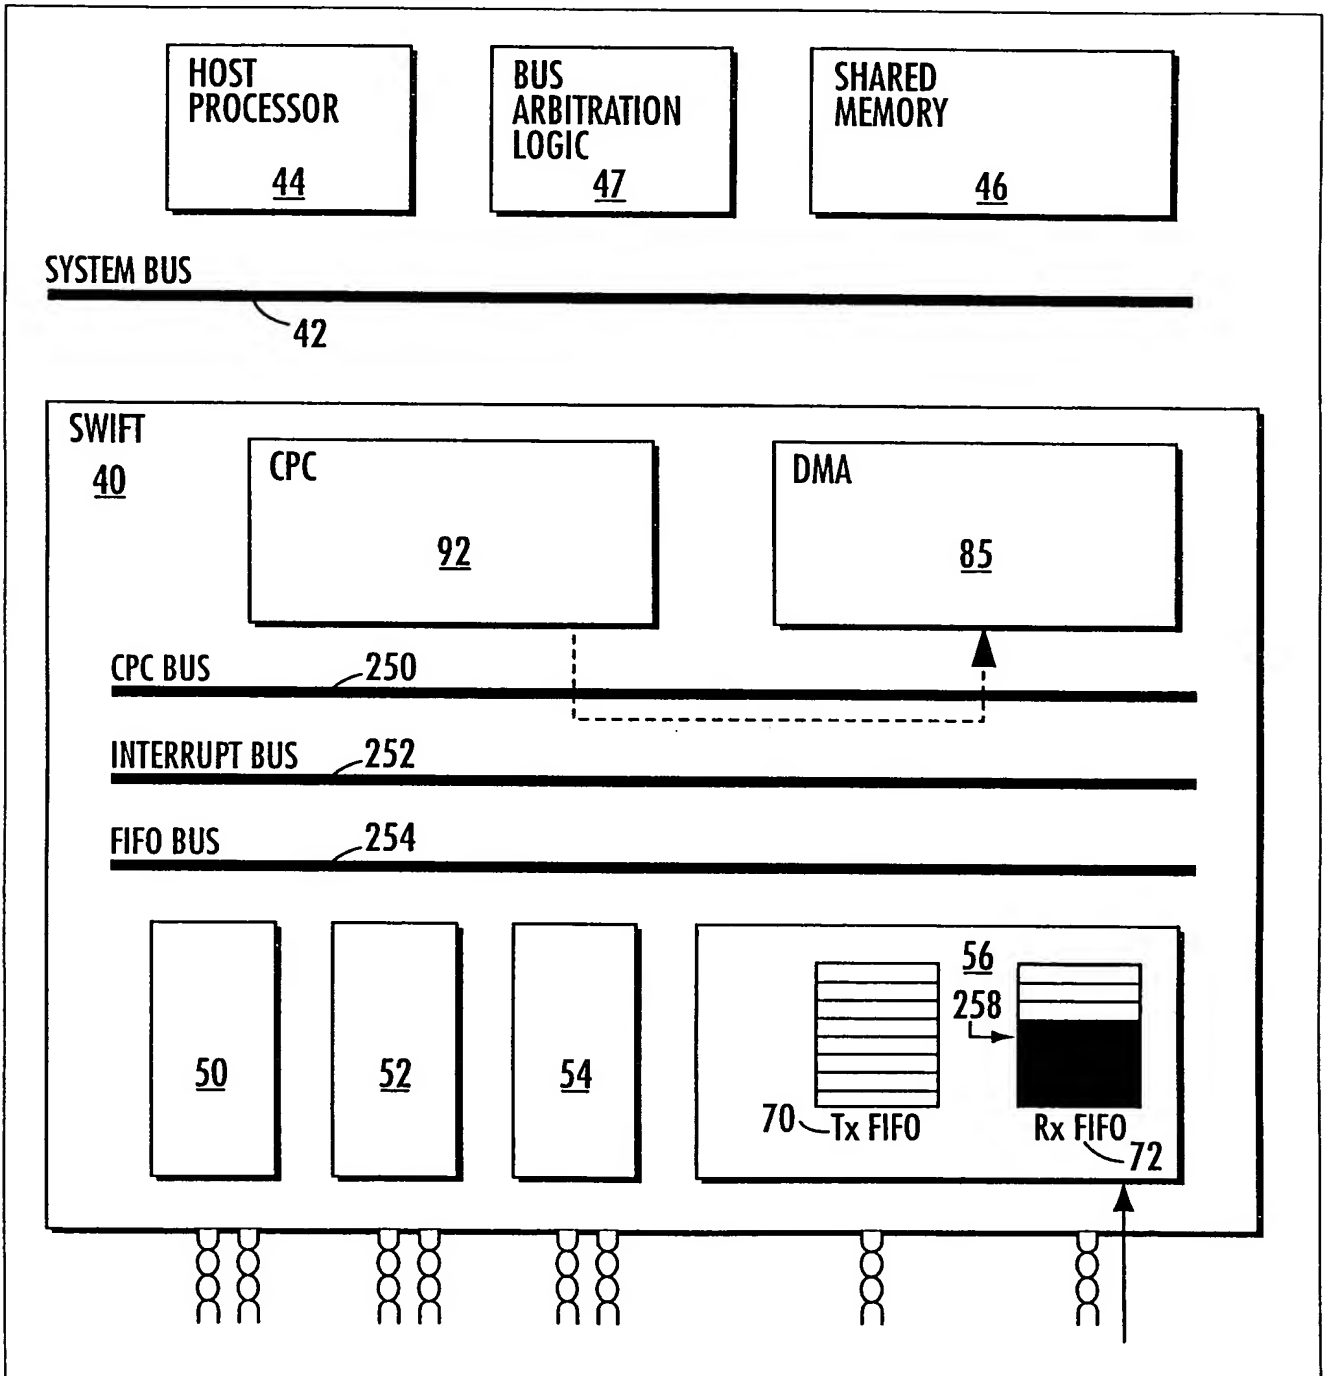 HOST
PROCESSOR
44
BUS
ARBITRATION
LOGIC
47
SHARED
MEMORY
46
SYSTEM BUS
42
SWIFT
40
CPC
92
DMA
85
CPC BUS
250
INTERRUPT BUS
252
FIFO BUS
254
50
52
54
56
258
70
Tx FIFO
Rx FIFO
72